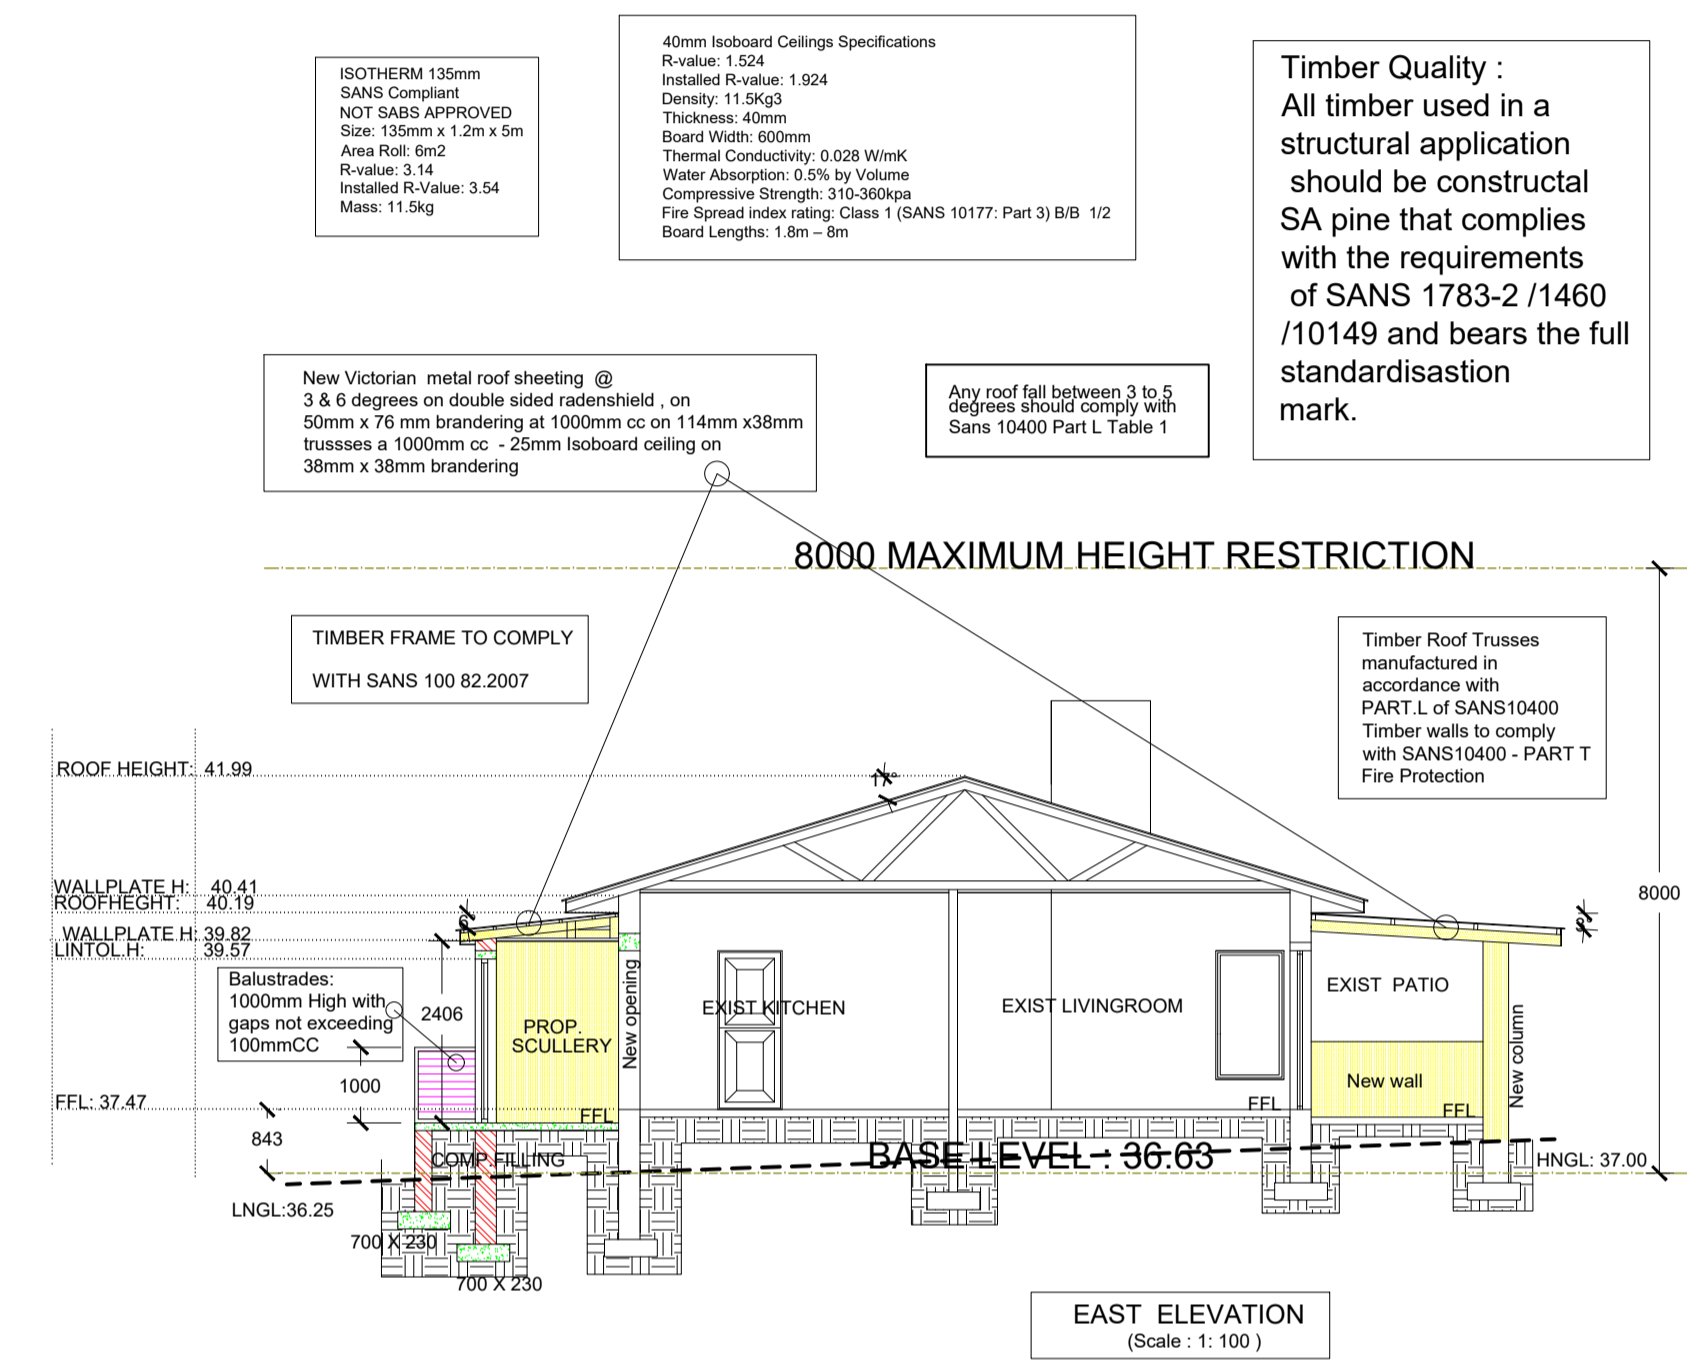 ISOTHERM 135mm
SANS Compliant
NOT SABS APPROVED
Size: 135mm x 1.2m x 5m
Area Roll: 6m2
R-value: 3.14
Installed R-Value: 3.54
Mass: 11.5kg
40mm Isoboard Ceilings Specifications
R-value: 1.524
Installed R-value: 1.924
Density: 11.5Kg3
Thickness: 40mm
Board Width: 600mm
Thermal Conductivity: 0.028 W/mK
Water Absorption: 0.5% by Volume
Compressive Strength: 310-360kpa
Fire Spread index rating: Class 1 (SANS 10177: Part 3) B/B 1/2
Board Lengths: 1.8m – 8m
Timber Quality :
All timber used in a
structural application
should be constructal
SA pine that complies
with the requirements
of SANS 1783-2 /1460
/10149 and bears the full
standardisastion
mark.
New Victorian metal roof sheeting @
3 & 6 degrees on double sided radenshield , on
50mm x 76 mm brandering at 1000mm cc on 114mm x38mm
trussses a 1000mm cc - 25mm Isoboard ceiling on
38mm x 38mm brandering
Any roof fall between 3 to 5
degrees should comply with
Sans 10400 Part L Table 1
8000 MAXIMUM HEIGHT RESTRICTION
TIMBER FRAME TO COMPLY
WITH SANS 100 82.2007
Timber Roof Trusses
manufactured in
accordance with
PART.L of SANS10400
Timber walls to comply
with SANS10400 - PART T
Fire Protection
ROOF HEIGHT: 41.99
17°
WALLPLATE H: 40.41
ROOFHEGHT: 40.19
8000
6°
3°
WALLPLATE H: 39.82
LINTOL.H: 39.57
Balustrades:
1000mm High with
gaps not exceeding
100mmCC
2406
PROP.
SCULLERY
New opening
EXIST KITCHEN
EXIST LIVINGROOM
EXIST PATIO
New wall
New column
1000
FFL: 37.47
FFL
FFL
FFL
843
COMP.FILLING
BASE LEVEL : 36.63
HNGL: 37.00
LNGL:36.25
700 X 230
700 X 230
EAST ELEVATION
(Scale : 1: 100 )